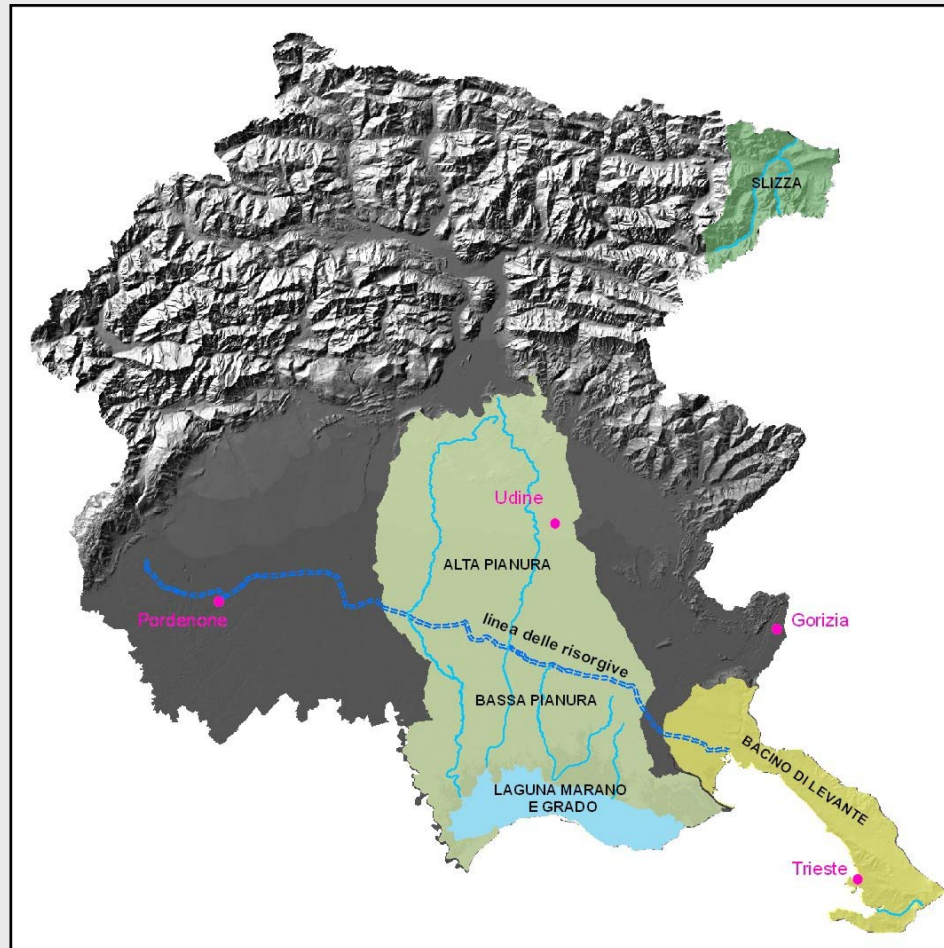 SLIZZA
Udine
ALTA PIANURA
Pordenone
linea delle risorgive
Gorizia
BASSA PIANURA
BACINO DI LEVANTE
LAGUNA MARANO
E GRADO
Trieste